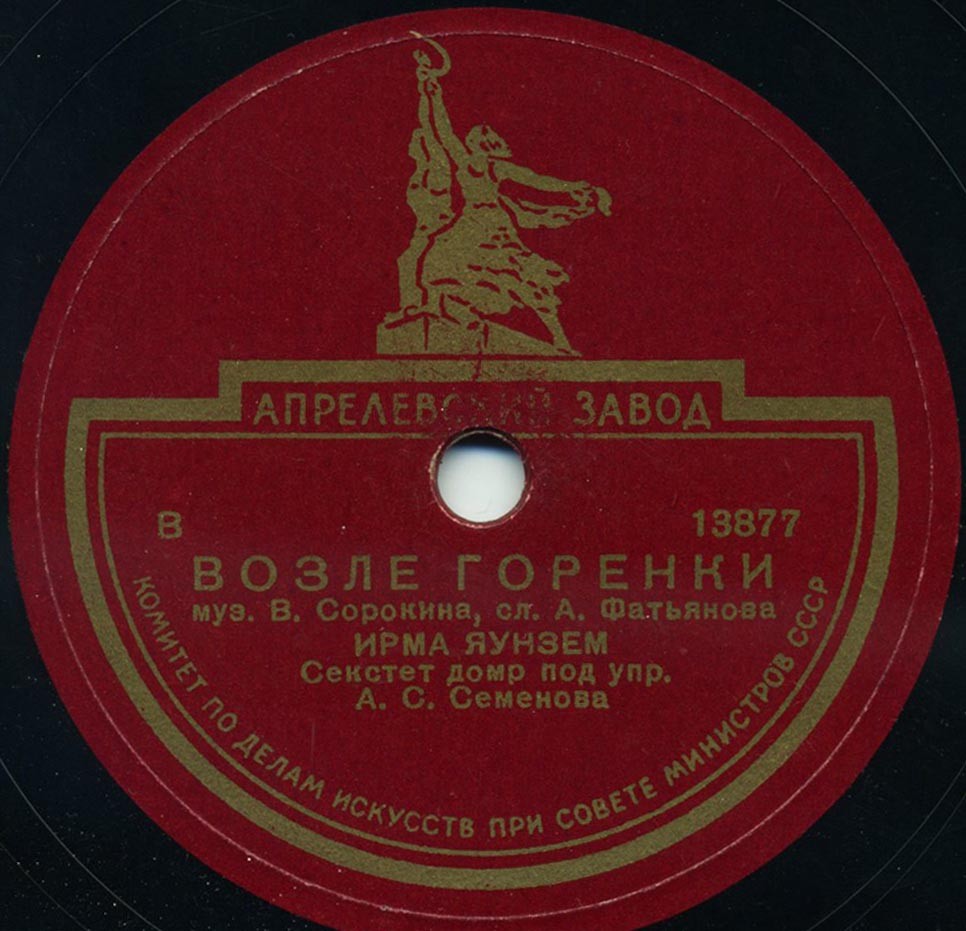 АПРЕЛЕВСКИЙ ЗАВОД
В 13877
ВОЗЛЕ ГОРЕНКИ
муз. В. Сорокина, сл. А. Фатьянова
ИРМА ЯУНЗЕМ
Секстет домр под упр.
А. С. Семенова
КОМИТЕТ ПО ДЕЛАМ ИСКУССТВ ПРИ СОВЕТЕ МИНИСТРОВ СССР